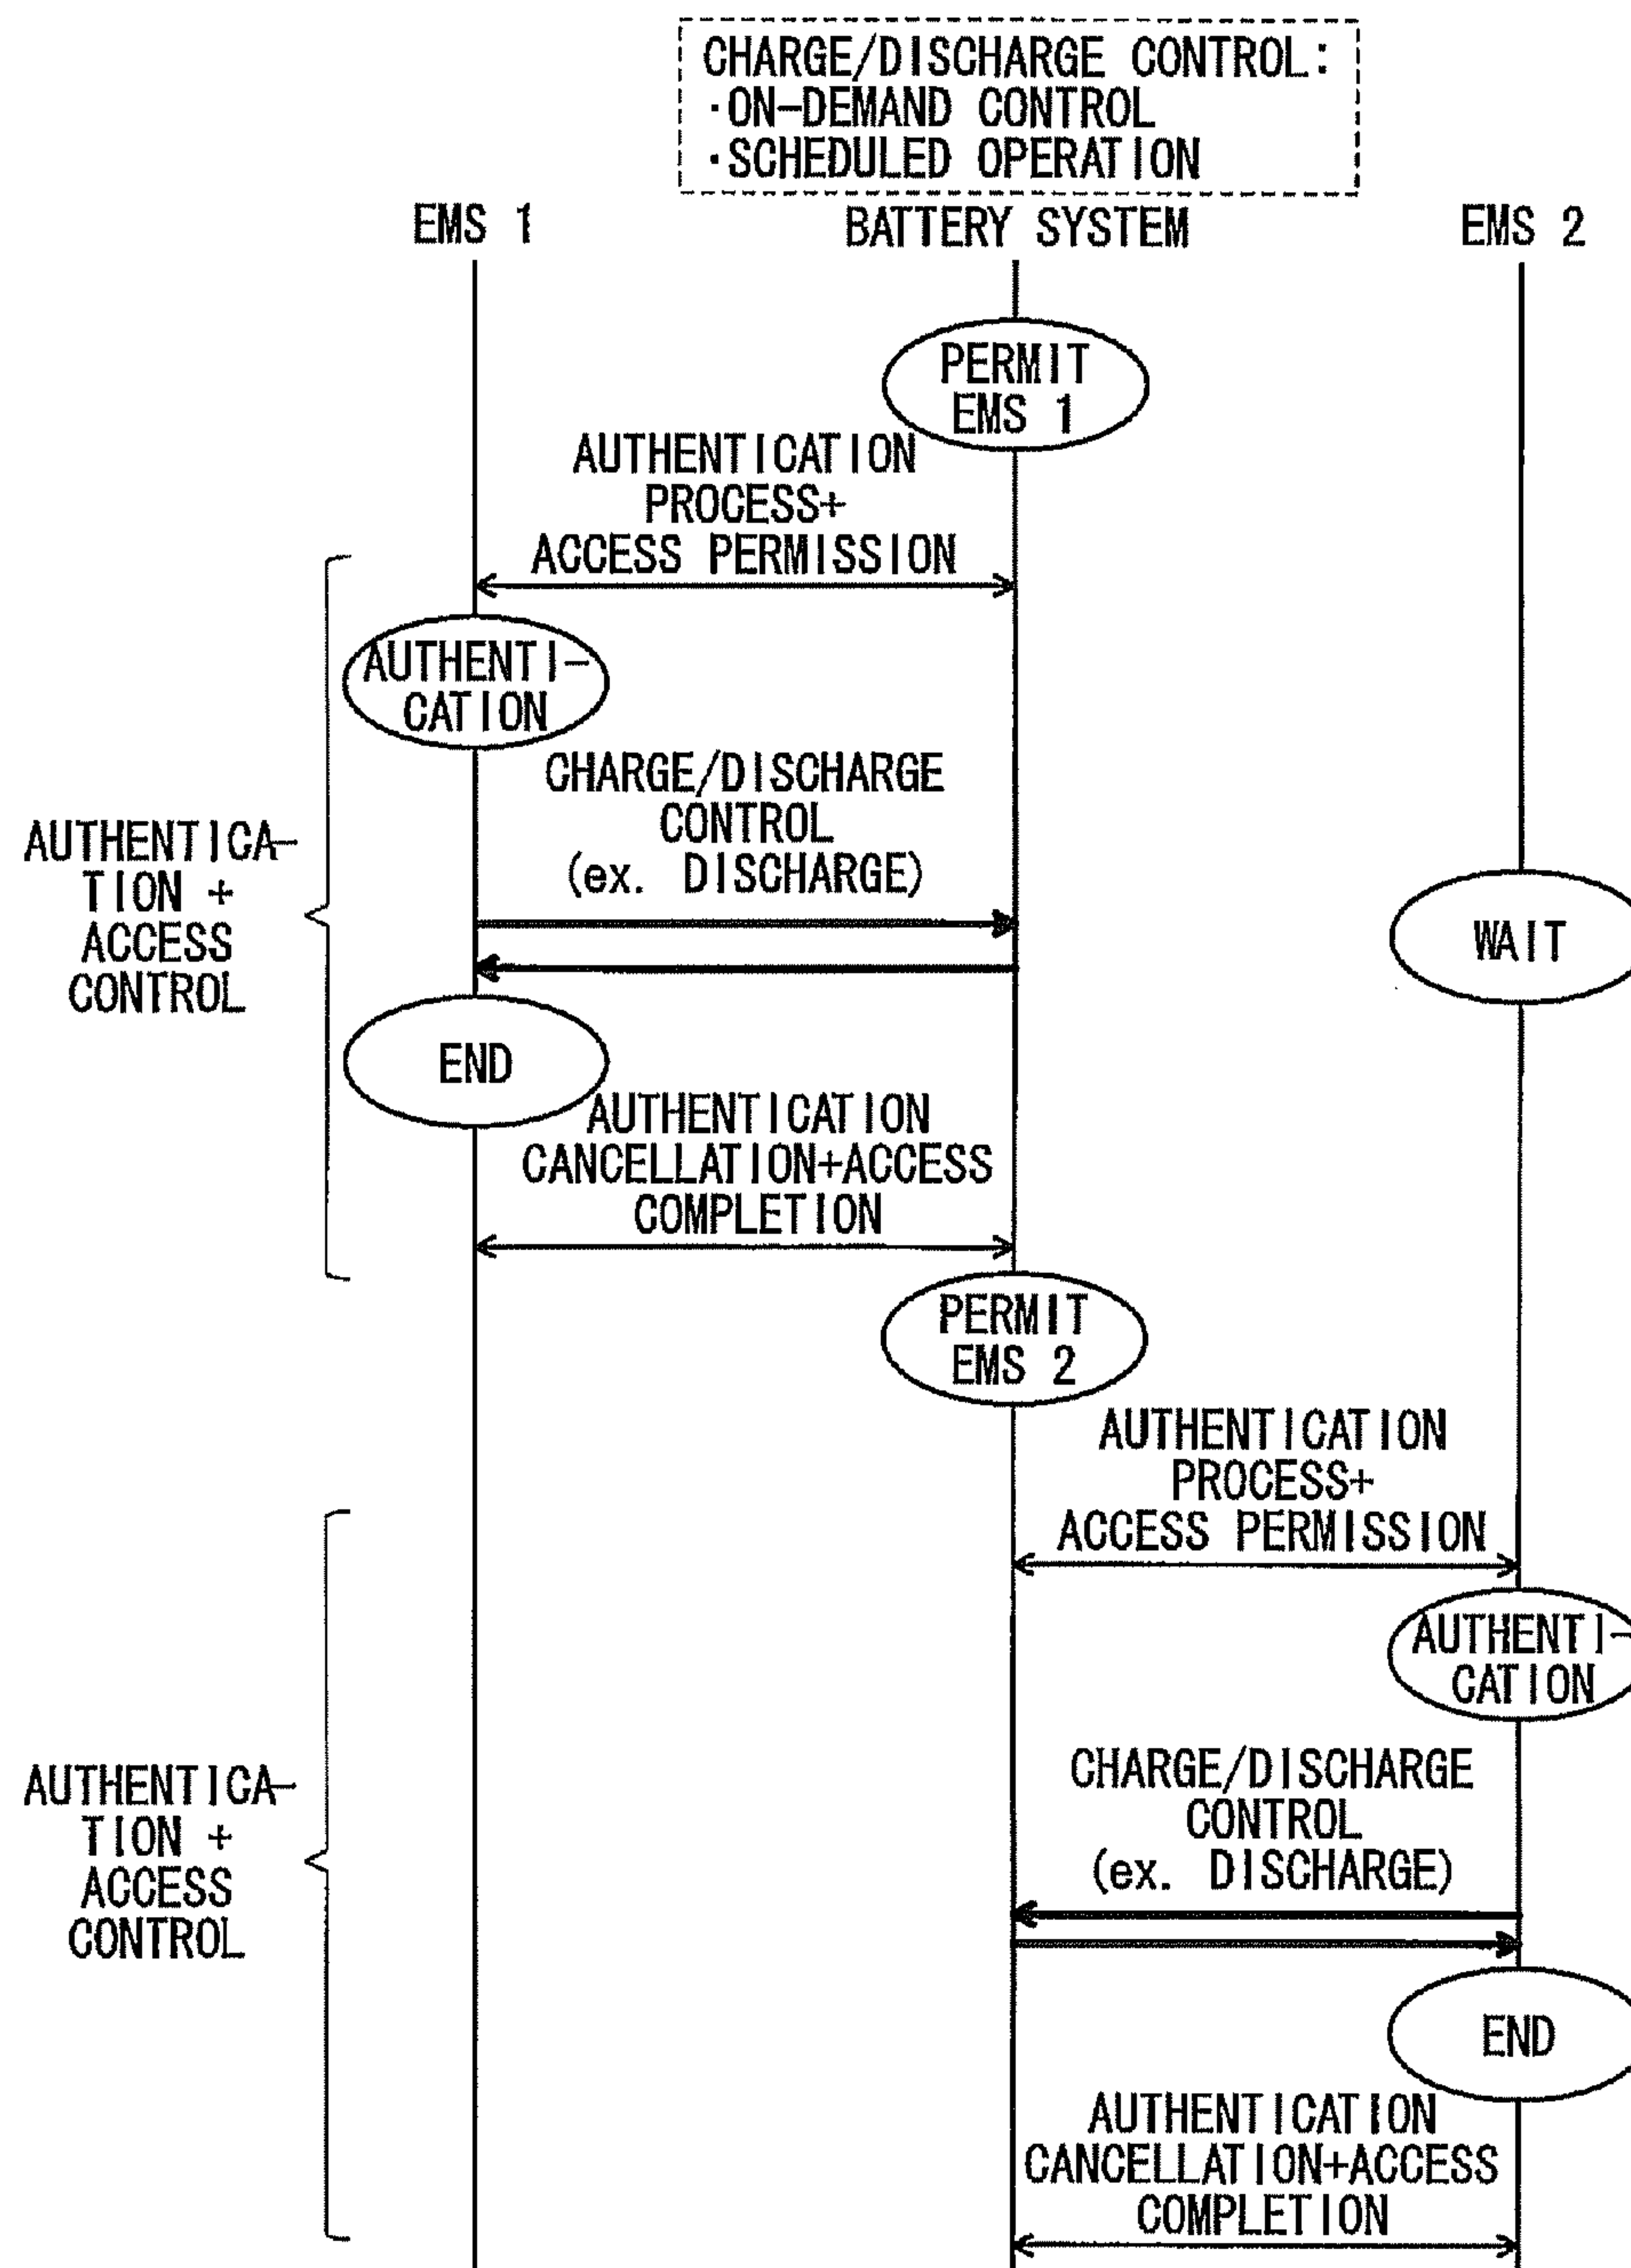 CHARGE/DISCHARGE CONTROL:
·ON-DEMAND CONTROL
·SCHEDULED OPERATION
EMS 1
BATTERY SYSTEM
EMS 2
PERMIT
EMS 1
AUTHENTICATION
PROCESS+
ACCESS PERMISSION
AUTHENTI-
CATION
CHARGE/DISCHARGE
CONTROL
(ex. DISCHARGE)
AUTHENTICA-
TION +
ACCESS
CONTROL
WAIT
END
AUTHENTICATION
CANCELLATION+ACCESS
COMPLETION
PERMIT
EMS 2
AUTHENTICATION
PROCESS+
ACCESS PERMISSION
AUTHENTI-
CATION
CHARGE/DISCHARGE
CONTROL
(ex. DISCHARGE)
AUTHENTICA-
TION +
ACCESS
CONTROL
END
AUTHENTICATION
CANCELLATION+ACCESS
COMPLETION